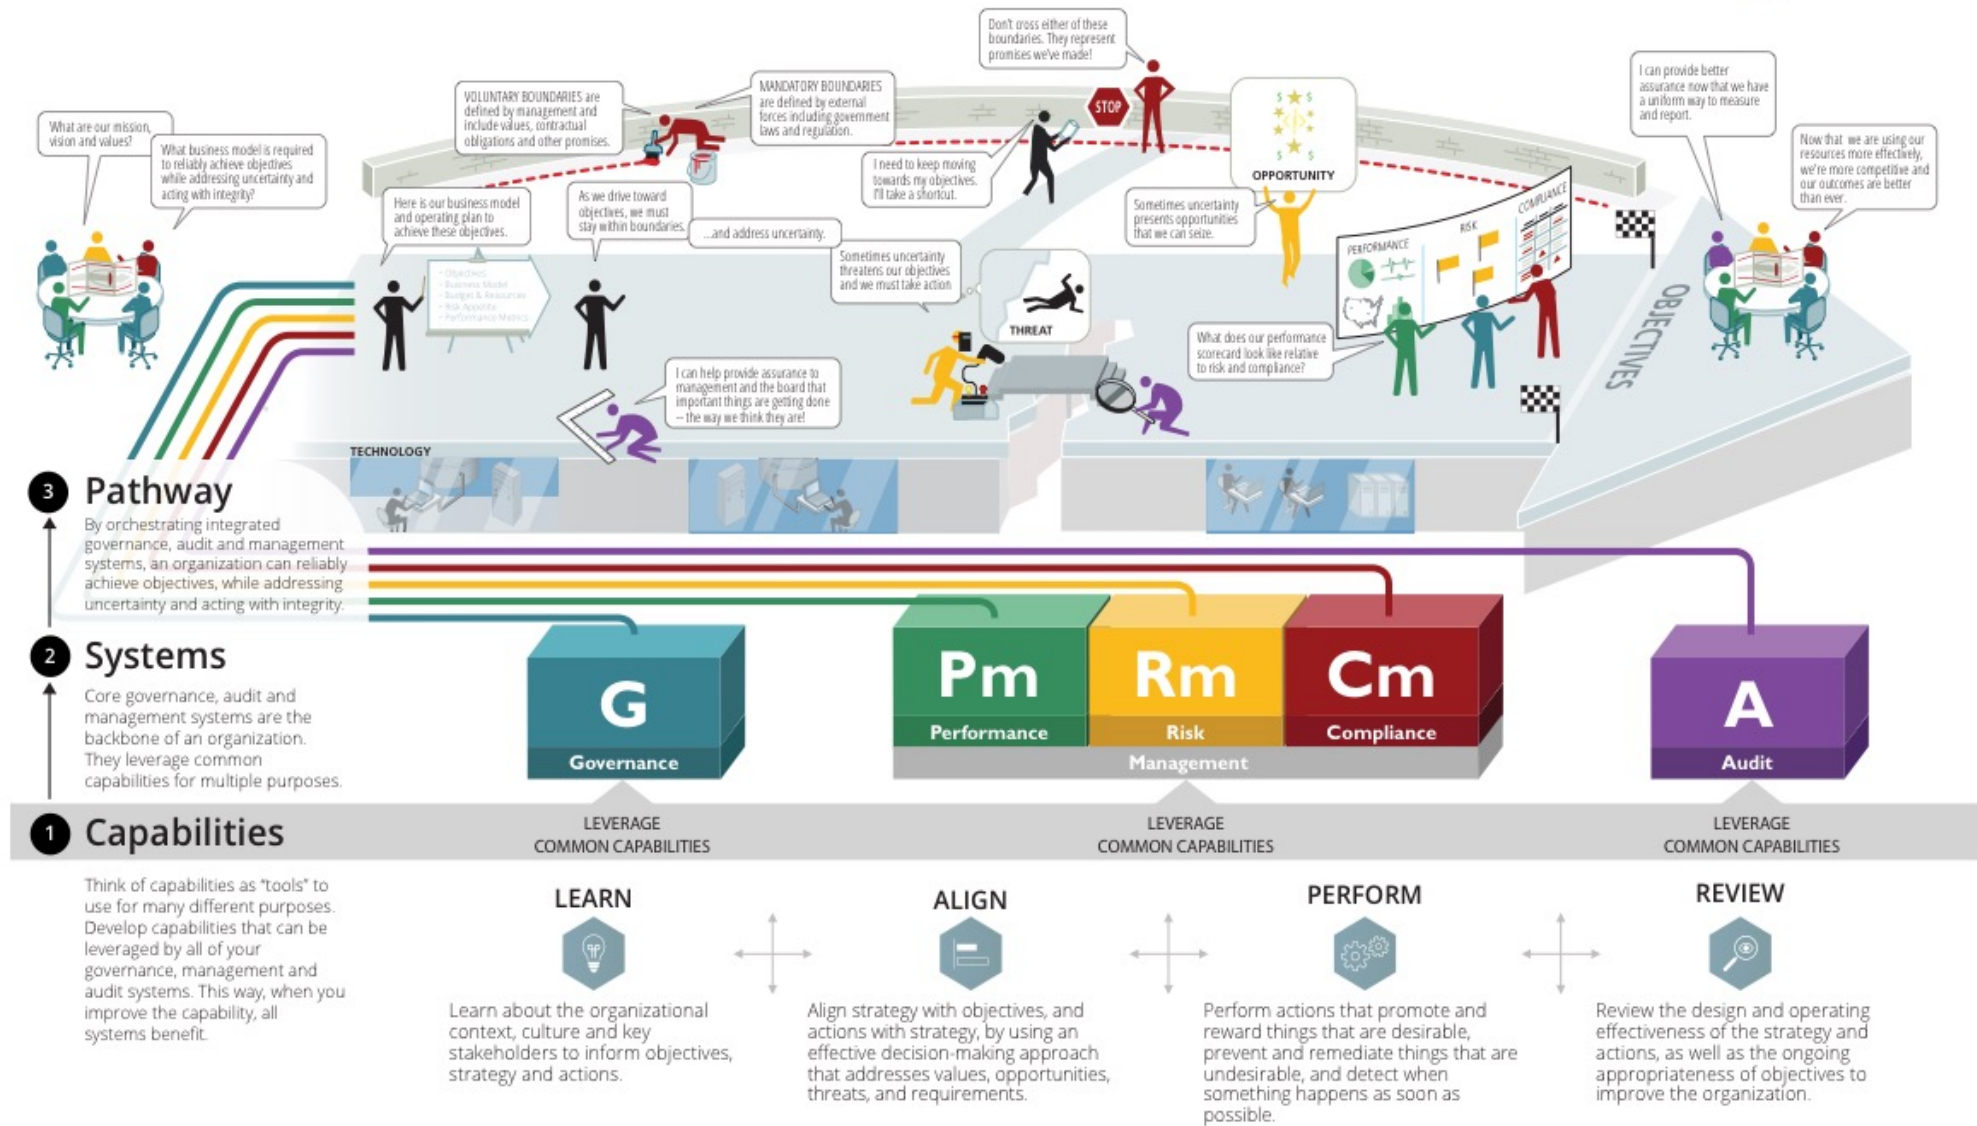 Don't cross either of these
boundaries. They represent
promises we've made!
What are our mission,
vision and values?
What business model is required
to reliably achieve objectives
while addressing uncertainty and
acting with integrity?
VOLUNTARY BOUNDARIES are
defined by management and
include values, contractual
obligations and other promises.
MANDATORY BOUNDARIES
are defined by external
forces including government
laws and regulation.
STOP
I can provide better
assurance now that we have
a uniform way to measure
and report.
Now that we are using our
resources more effectively,
we're more competitive and
our outcomes are better
than ever.
Here is our business model
and operating plan to
achieve these objectives.
As we drive toward
objectives, we must
stay within boundaries.
...and address uncertainty.
I need to keep moving
towards my objectives.
I'll take a shortcut.
Sometimes uncertainty
threatens our objectives
and we must take action
Sometimes uncertainty
presents opportunities
that we can seize.
OPPORTUNITY
PERFORMANCE
RISK
COMPLIANCE
- Objectives
- Business Model
- Budget & Resources
- Risk Appetite
- Performance Metrics
THREAT
What does our performance
scorecard look like relative
to risk and compliance?
I can help provide assurance to
management and the board that
important things are getting done
-- the way we think they are!
OBJECTIVES
TECHNOLOGY
3 Pathway
By orchestrating integrated
governance, audit and management
systems, an organization can reliably
achieve objectives, while addressing
uncertainty and acting with integrity.
2 Systems
Core governance, audit and
management systems are the
backbone of an organization.
They leverage common
capabilities for multiple purposes.
G
Governance
Pm
Performance
Rm
Risk
Cm
Compliance
Management
A
Audit
1 Capabilities
LEVERAGE
COMMON CAPABILITIES
LEVERAGE
COMMON CAPABILITIES
LEVERAGE
COMMON CAPABILITIES
Think of capabilities as "tools" to
use for many different purposes.
Develop capabilities that can be
leveraged by all of your
governance, management and
audit systems. This way, when you
improve the capability, all
systems benefit.
LEARN
Learn about the organizational
context, culture and key
stakeholders to inform objectives,
strategy and actions.
ALIGN
Align strategy with objectives, and
actions with strategy, by using an
effective decision-making approach
that addresses values, opportunities,
threats, and requirements.
PERFORM
Perform actions that promote and
reward things that are desirable,
prevent and remediate things that are
undesirable, and detect when
something happens as soon as
possible.
REVIEW
Review the design and operating
effectiveness of the strategy and
actions, as well as the ongoing
appropriateness of objectives to
improve the organization.